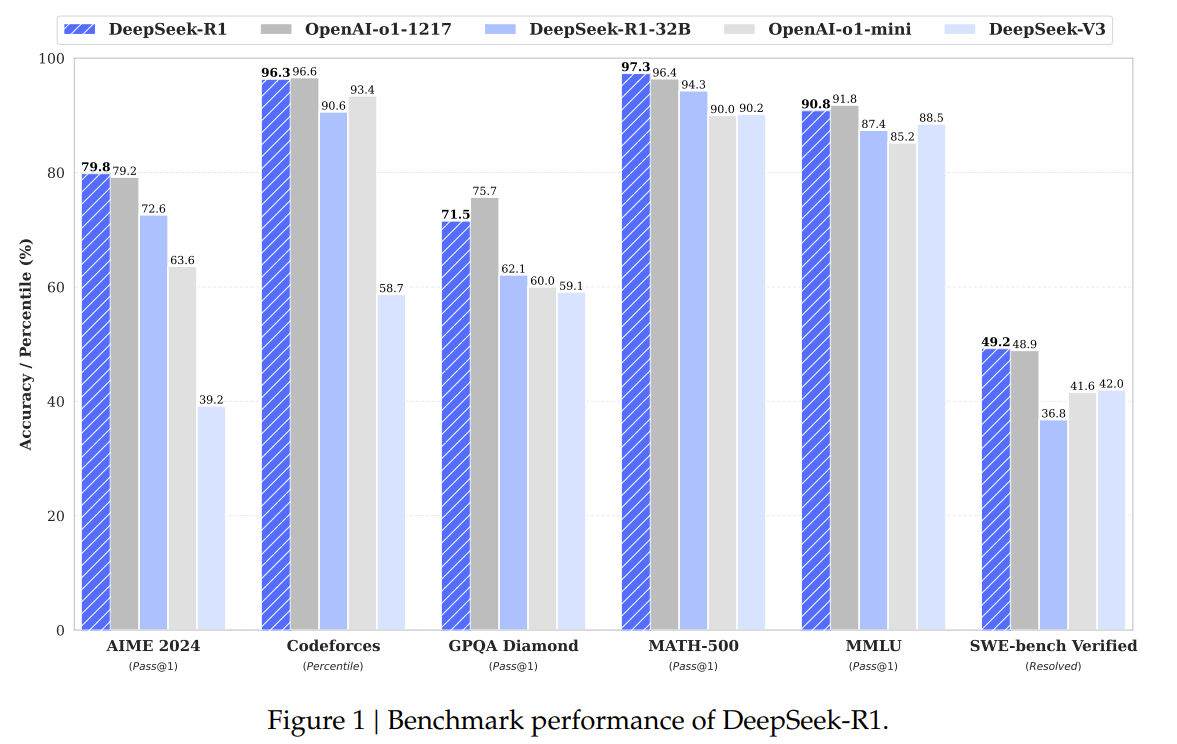 DeepSeek-R1 OpenAI-o1-1217 DeepSeek-R1-32B OpenAI-o1-mini DeepSeek-V3
Accuracy / Percentile (%)
100
80
60
40
20
0
79.8 79.2 72.6 63.6 39.2
96.3 96.6 90.6 93.4 58.7
71.5 75.7 62.1 60.0 59.1
97.3 96.4 94.3 90.0 90.2
90.8 91.8 87.4 85.2 88.5
49.2 48.9 36.8 41.6 42.0
AIME 2024 Codeforces GPQA Diamond MATH-500 MMLU SWE-bench Verified
(Pass@1) (Percentile) (Pass@1) (Pass@1) (Pass@1) (Resolved)
Figure 1 | Benchmark performance of DeepSeek-R1.